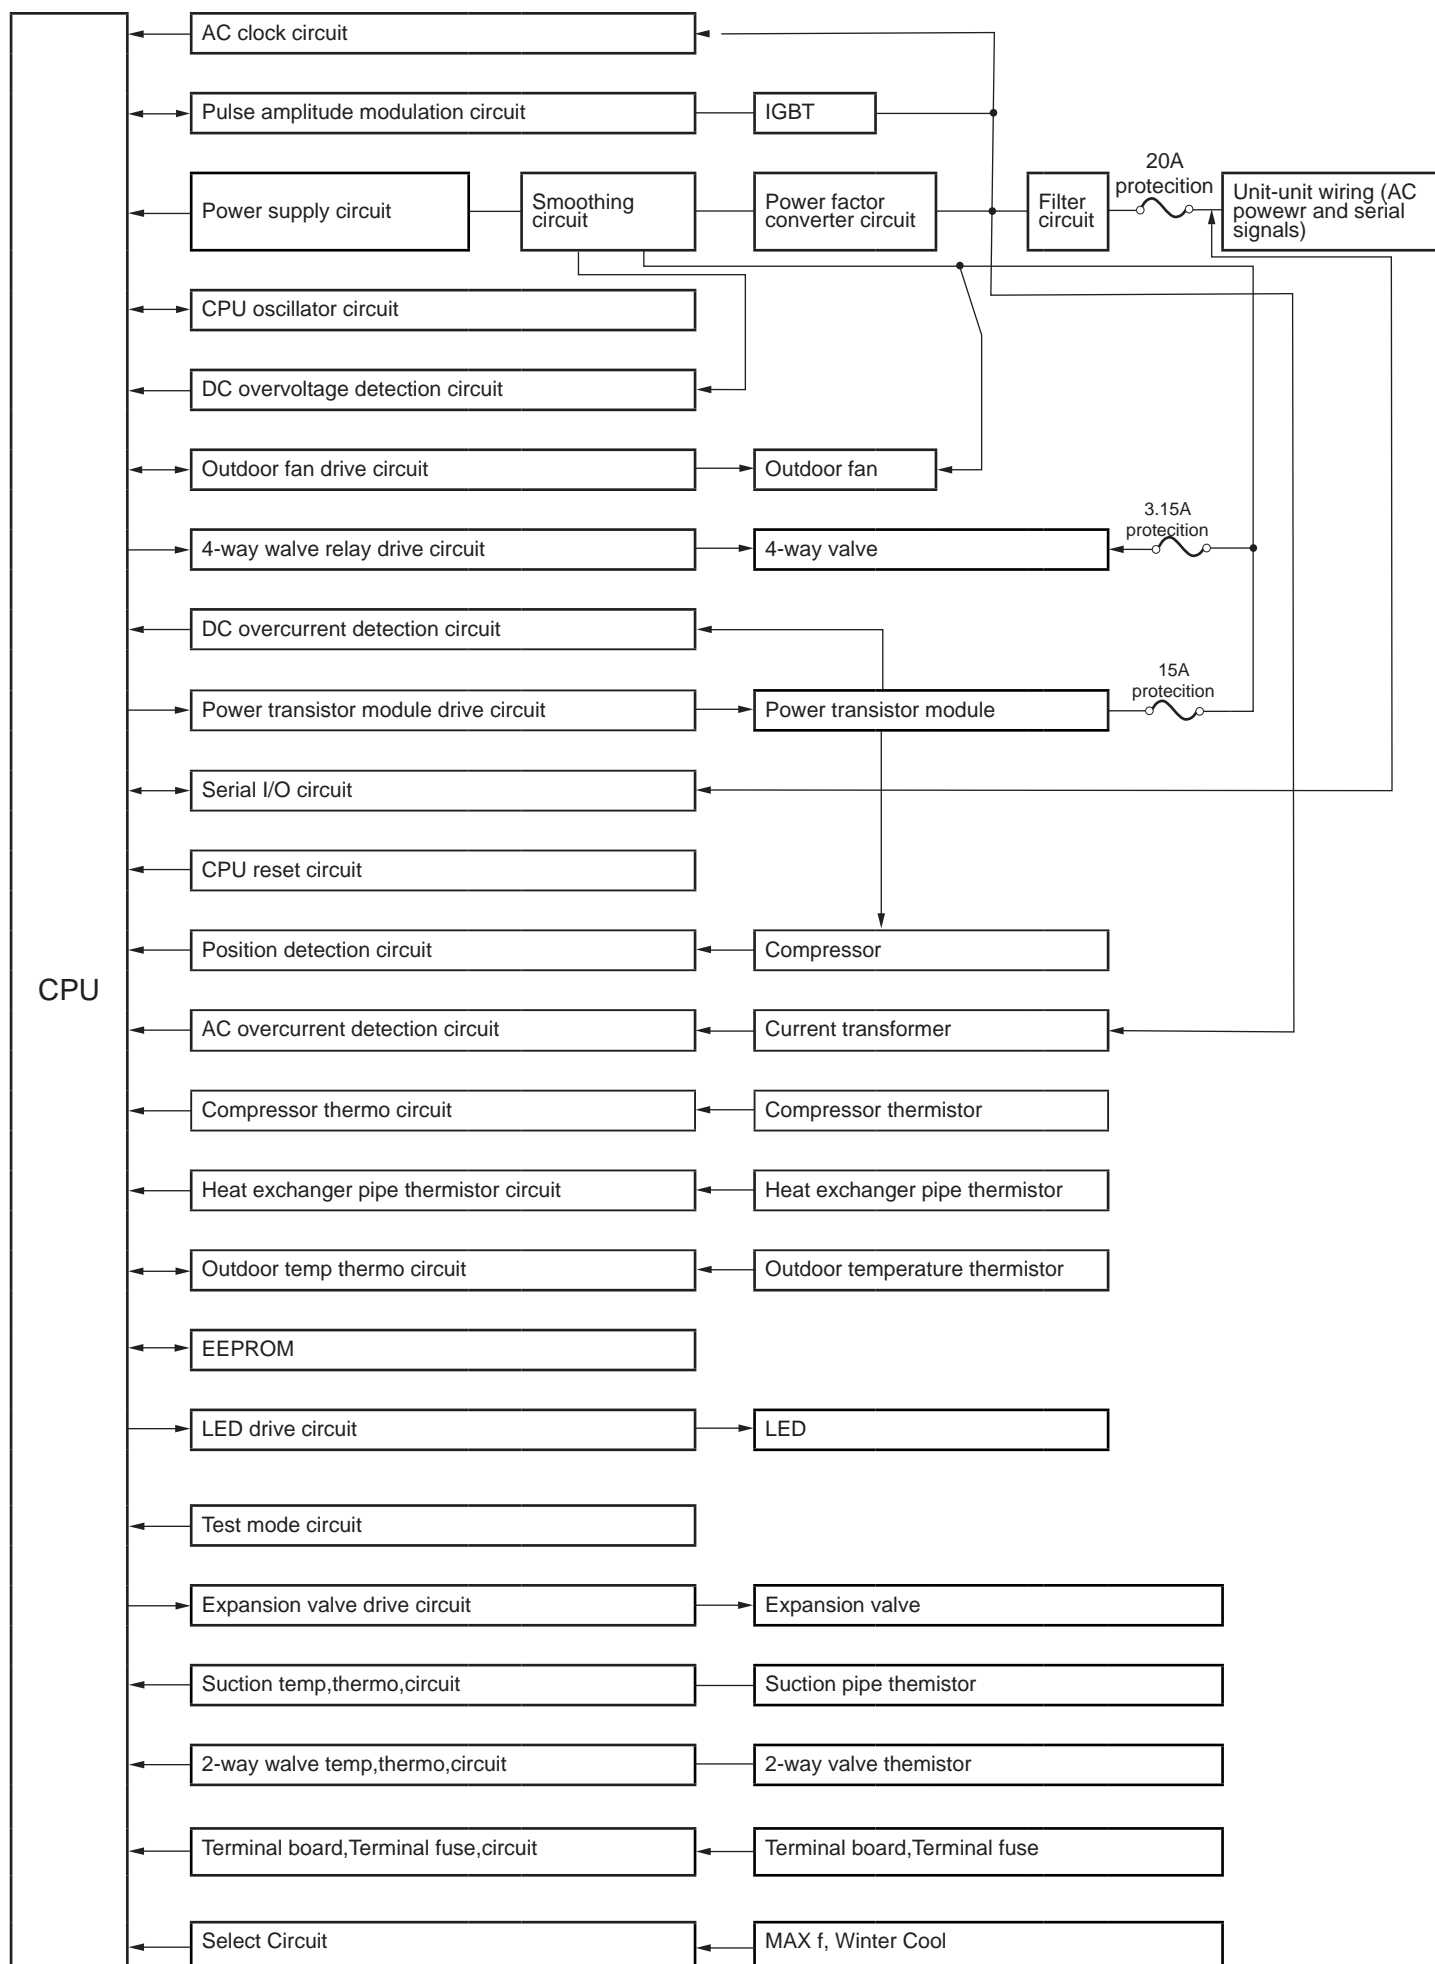 AC clock circuit
Pulse amplitude modulation circuit
IGBT
20A
protecition
Power supply circuit
Smoothing
circuit
Power factor
converter circuit
Filter
circuit
Unit-unit wiring (AC
powewr and serial
signals)
CPU oscillator circuit
DC overvoltage detection circuit
Outdoor fan drive circuit
Outdoor fan
3.15A
protecition
4-way walve relay drive circuit
4-way valve
DC overcurrent detection circuit
15A
protecition
Power transistor module drive circuit
Power transistor module
Serial I/O circuit
CPU reset circuit
Position detection circuit
Compressor
CPU
AC overcurrent detection circuit
Current transformer
Compressor thermo circuit
Compressor thermistor
Heat exchanger pipe thermistor circuit
Heat exchanger pipe thermistor
Outdoor temp thermo circuit
Outdoor temperature thermistor
EEPROM
LED drive circuit
LED
Test mode circuit
Expansion valve drive circuit
Expansion valve
Suction temp,thermo,circuit
Suction pipe themistor
2-way walve temp,thermo,circuit
2-way valve themistor
Terminal board,Terminal fuse,circuit
Terminal board,Terminal fuse
Select Circuit
MAX f, Winter Cool